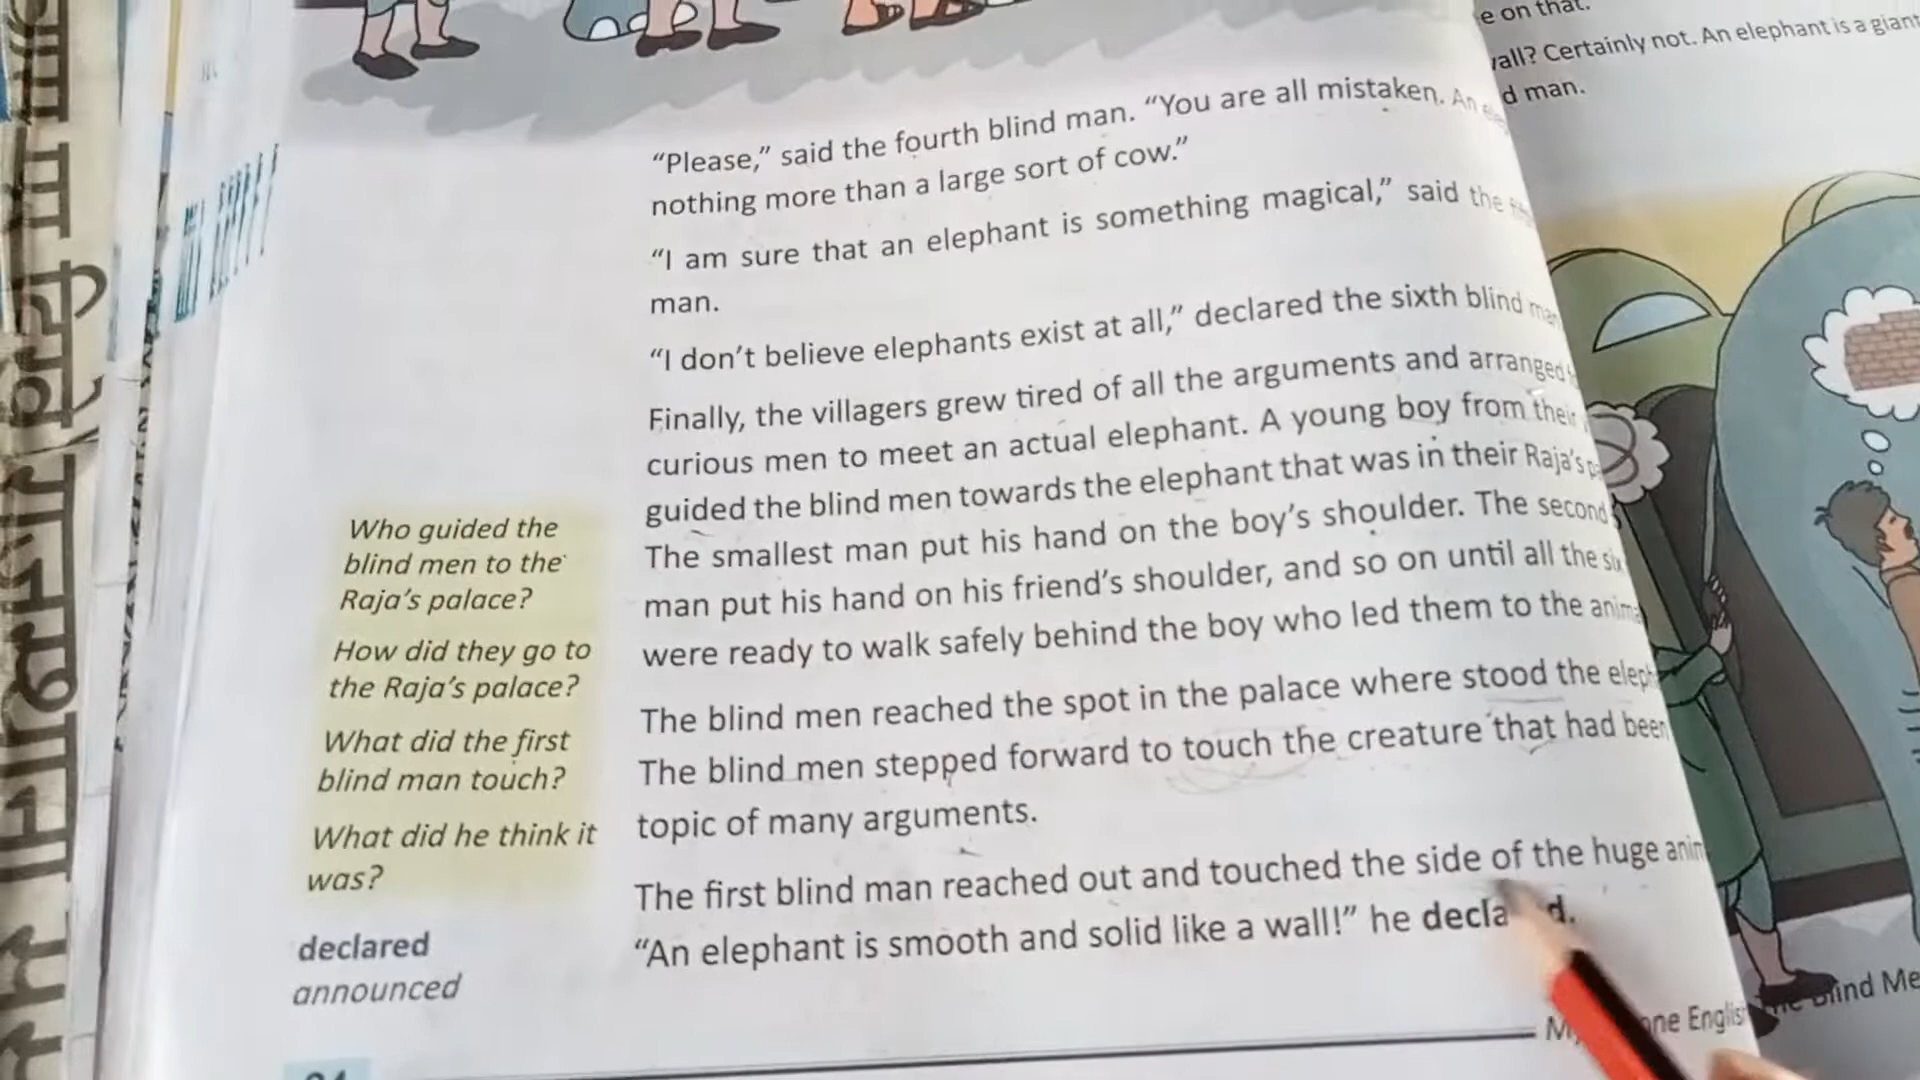 e on that.
all? Certainly not. An elephant is a giant
d man.
“Please,” said the fourth blind man. “You are all mistaken. An
nothing more than a large sort of cow.”
“I am sure that an elephant is something magical,” said the
man.
“I don’t believe elephants exist at all,” declared the sixth blind man
Finally, the villagers grew tired of all the arguments and arranged
curious men to meet an actual elephant. A young boy from their
guided the blind men towards the elephant that was in their Raja’s
The smallest man put his hand on the boy’s shoulder. The second
man put his hand on his friend’s shoulder, and so on until all the six
were ready to walk safely behind the boy who led them to the anima
The blind men reached the spot in the palace where stood the eleph
The blind men stepped forward to touch the creature that had been
topic of many arguments.
The first blind man reached out and touched the side of the huge anim
“An elephant is smooth and solid like a wall!” he decla d.
Who guided the
blind men to the
Raja’s palace?
How did they go to
the Raja’s palace?
What did the first
blind man touch?
What did he think it
was?
declared
announced